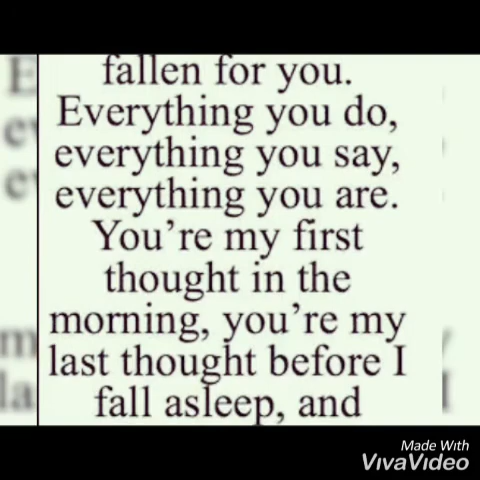 fallen for you.
Everything you do,
everything you say,
everything you are.
You're my first
thought in the
morning, you're my
last thought before I
fall asleep, and
Made With
VivaVideo